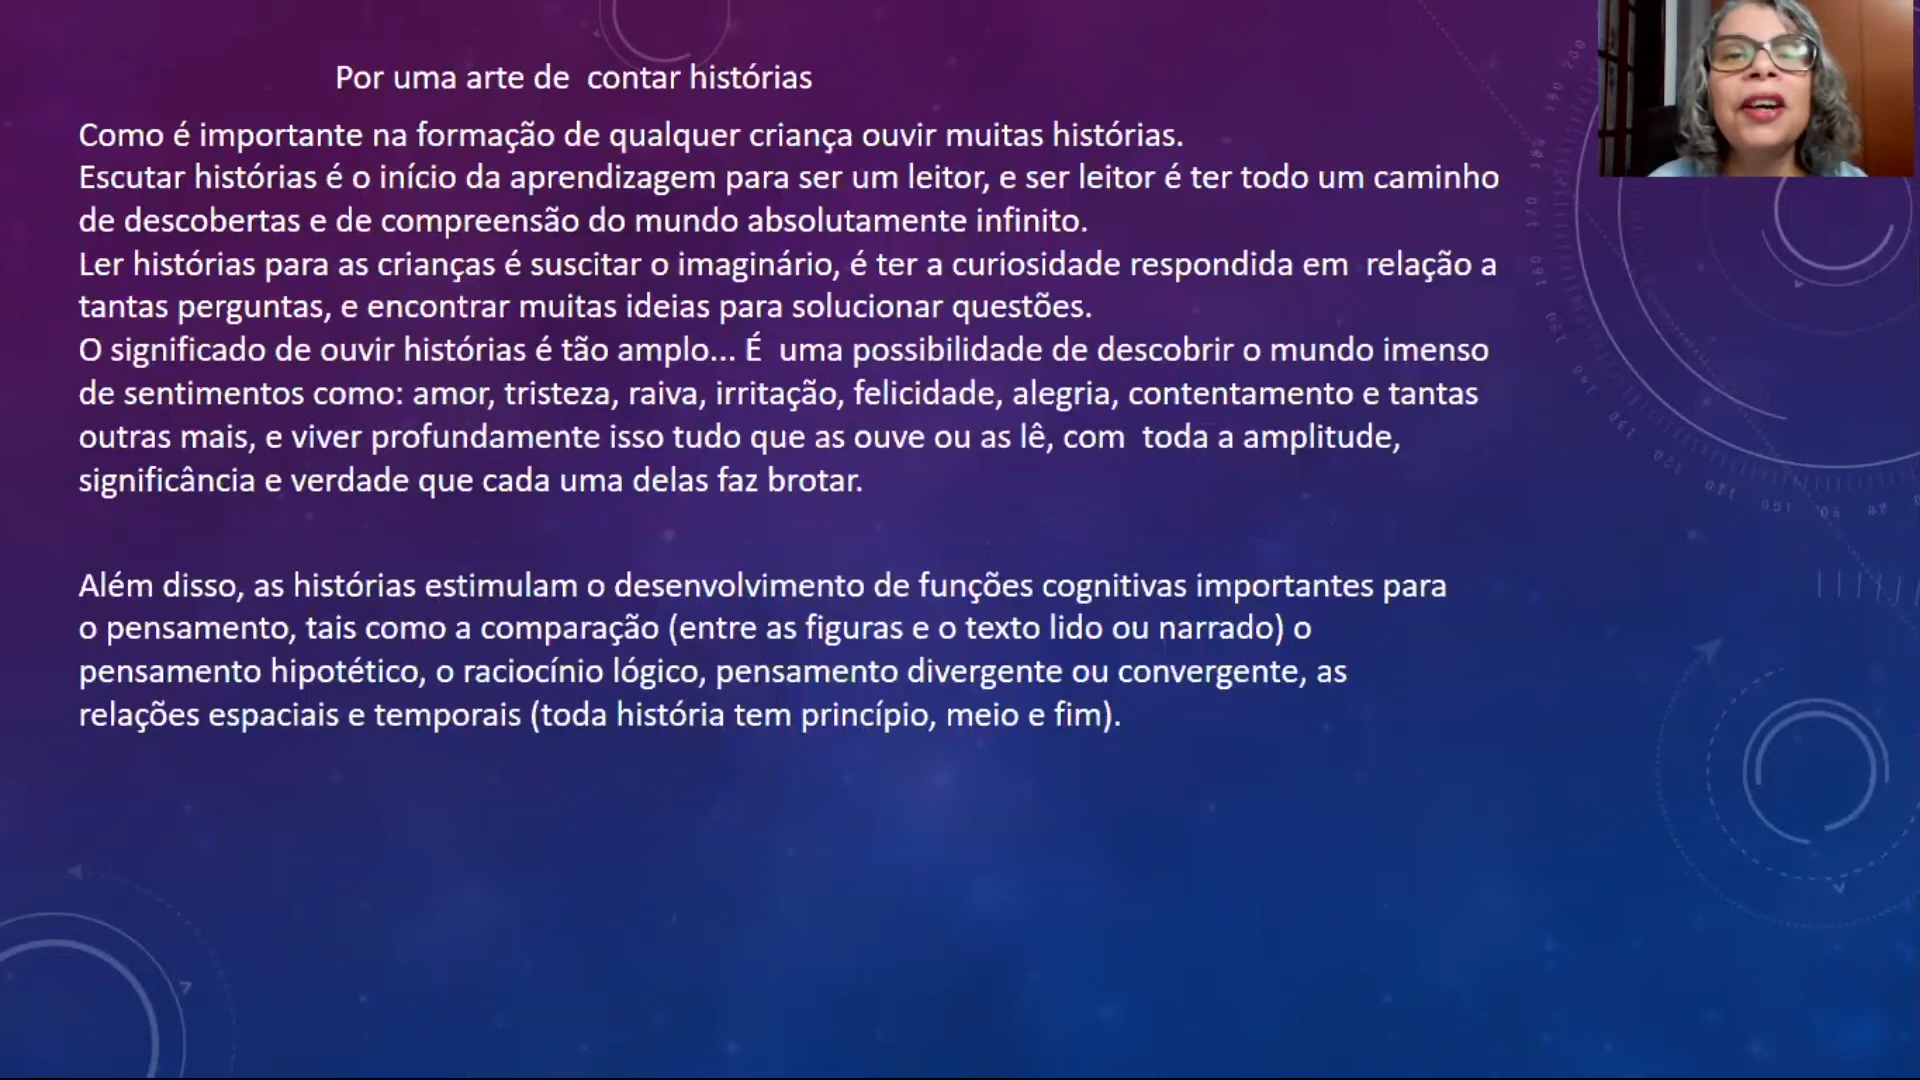 Por uma arte de contar histórias
Como é importante na formação de qualquer criança ouvir muitas histórias.
Escutar histórias é o início da aprendizagem para ser um leitor, e ser leitor é ter todo um caminho
de descobertas e de compreensão do mundo absolutamente infinito.
Ler histórias para as crianças é suscitar o imaginário, é ter a curiosidade respondida em relação a
tantas perguntas, e encontrar muitas ideias para solucionar questões.
O significado de ouvir histórias é tão amplo... É uma possibilidade de descobrir o mundo imenso
de sentimentos como: amor, tristeza, raiva, irritação, felicidade, alegria, contentamento e tantas
outras mais, e viver profundamente isso tudo que as ouve ou as lê, com toda a amplitude,
significância e verdade que cada uma delas faz brotar.
Além disso, as histórias estimulam o desenvolvimento de funções cognitivas importantes para
o pensamento, tais como a comparação (entre as figuras e o texto lido ou narrado) o
pensamento hipotético, o raciocínio lógico, pensamento divergente ou convergente, as
relações espaciais e temporais (toda história tem princípio, meio e fim).